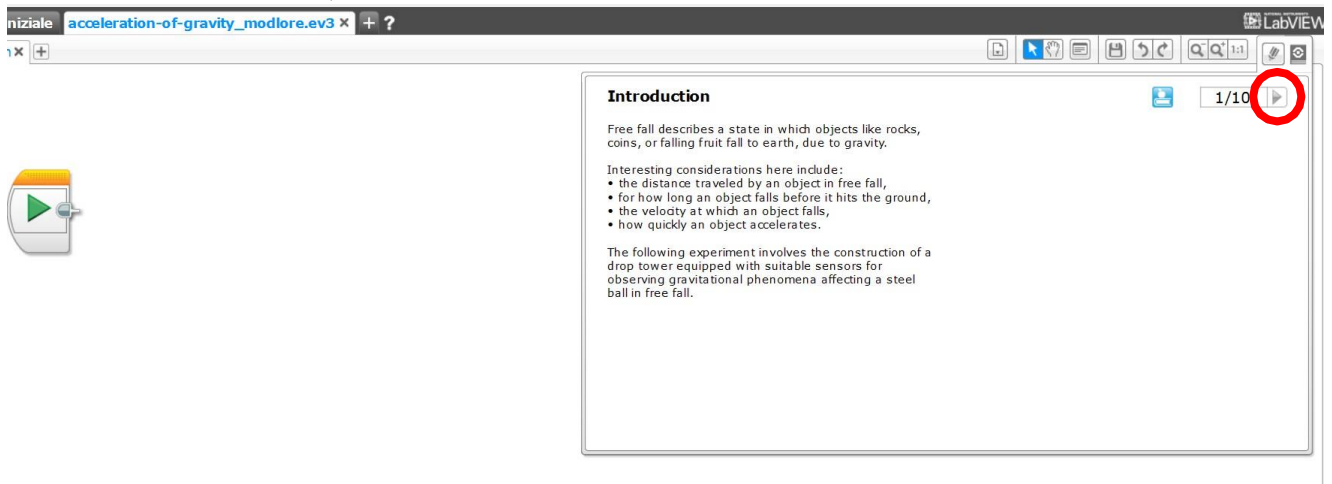 niziale acceleration-of-gravity_modlore.ev3 × + ?
NATIONAL INSTRUMENTS
LabVIEW
× +
1:1
Introduction
1/10
Free fall describes a state in which objects like rocks,
coins, or falling fruit fall to earth, due to gravity.
Interesting considerations here include:
• the distance traveled by an object in free fall,
• for how long an object falls before it hits the ground,
• the velocity at which an object falls,
• how quickly an object accelerates.
The following experiment involves the construction of a
drop tower equipped with suitable sensors for
observing gravitational phenomena affecting a steel
ball in free fall.